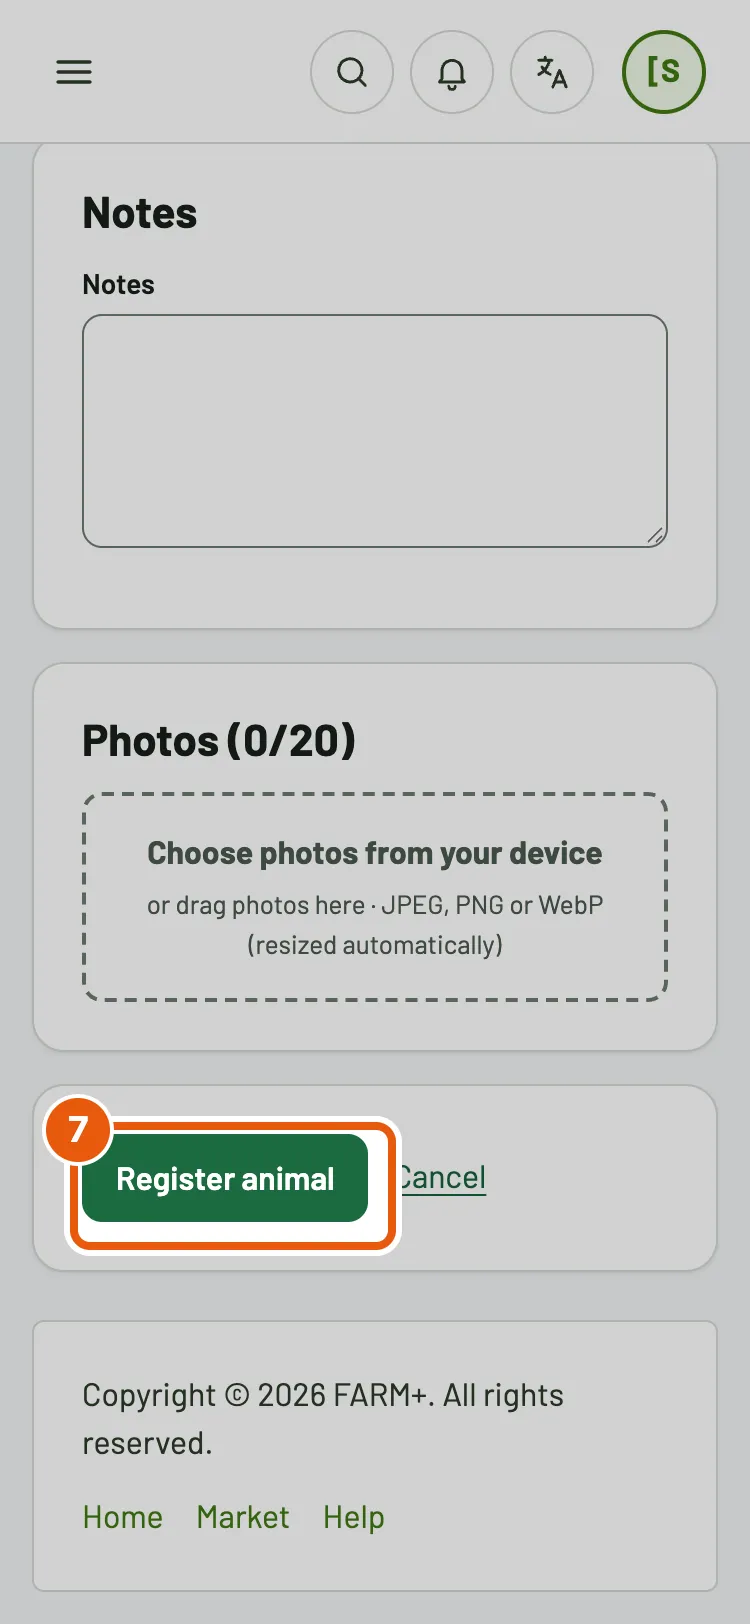 [S
Notes
Notes
Photos (0/20)
Choose photos from your device
or drag photos here · JPEG, PNG or WebP
(resized automatically)
7
Register animal
Cancel
Copyright © 2026 FARM+. All rights
reserved.
Home Market Help